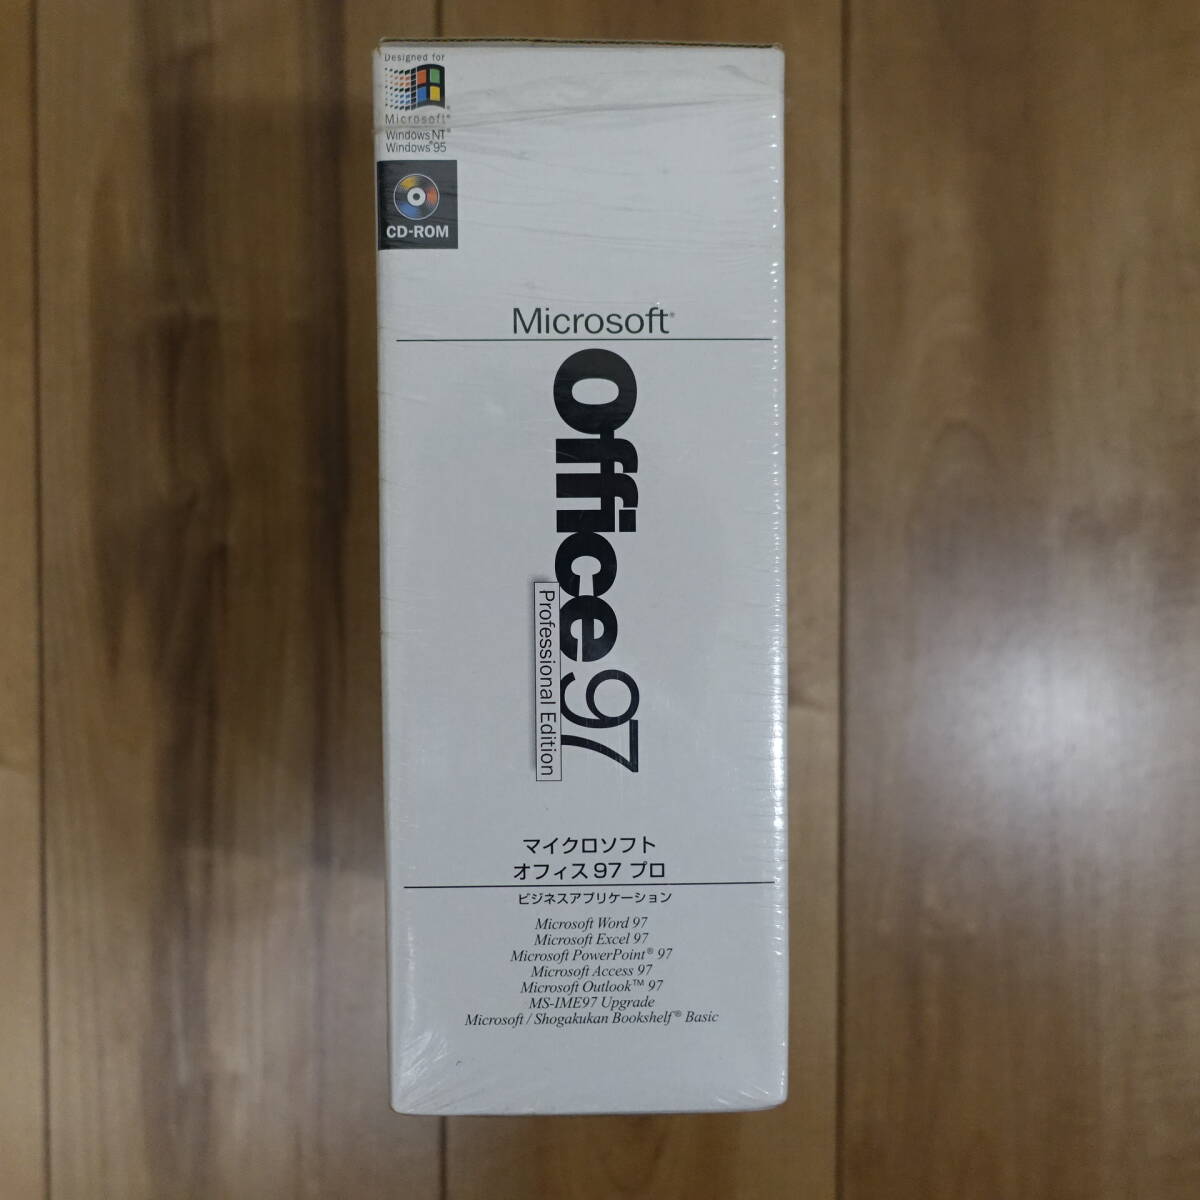 Designed for
Microsoft®
Windows NT®
Windows®95
CD-ROM
Microsoft®
Office 97
Professional Edition
マイクロソフト
オフィス 97 プロ
ビジネスアプリケーション
Microsoft Word 97
Microsoft Excel 97
Microsoft PowerPoint® 97
Microsoft Access 97
Microsoft Outlook™ 97
MS-IME97 Upgrade
Microsoft / Shogakukan Bookshelf® Basic